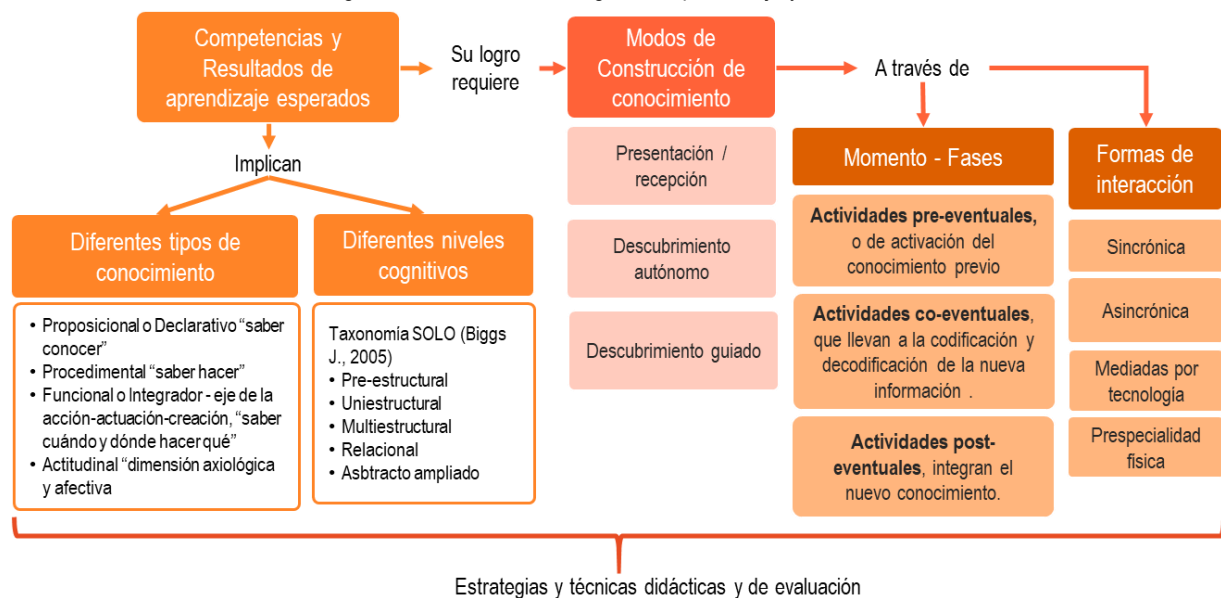 Competencias y
Resultados de
aprendizaje esperados
Su logro
requiere
Modos de
Construcción de
conocimiento
A través de
Implican
Diferentes tipos de
conocimiento
• Proposicional o Declarativo “saber
conocer”
• Procedimental “saber hacer”
• Funcional o Integrador - eje de la
acción-actuación-creación, “saber
cuándo y dónde hacer qué”
• Actitudinal “dimensión axiológica
y afectiva
Diferentes niveles
cognitivos
Taxonomía SOLO (Biggs
J., 2005)
• Pre-estructural
• Uniestructural
• Multiestructural
• Relacional
• Asbtracto ampliado
Presentación /
recepción
Descubrimiento
autónomo
Descubrimiento guiado
Momento - Fases
Actividades pre-eventuales,
o de activación del
conocimiento previo
Actividades co-eventuales,
que llevan a la codificación y
decodificación de la nueva
información .
Actividades post-
eventuales, integran el
nuevo conocimiento.
Formas de
interacción
Sincrónica
Asincrónica
Mediadas por
tecnología
Prespecialidad
física
Estrategias y técnicas didácticas y de evaluación